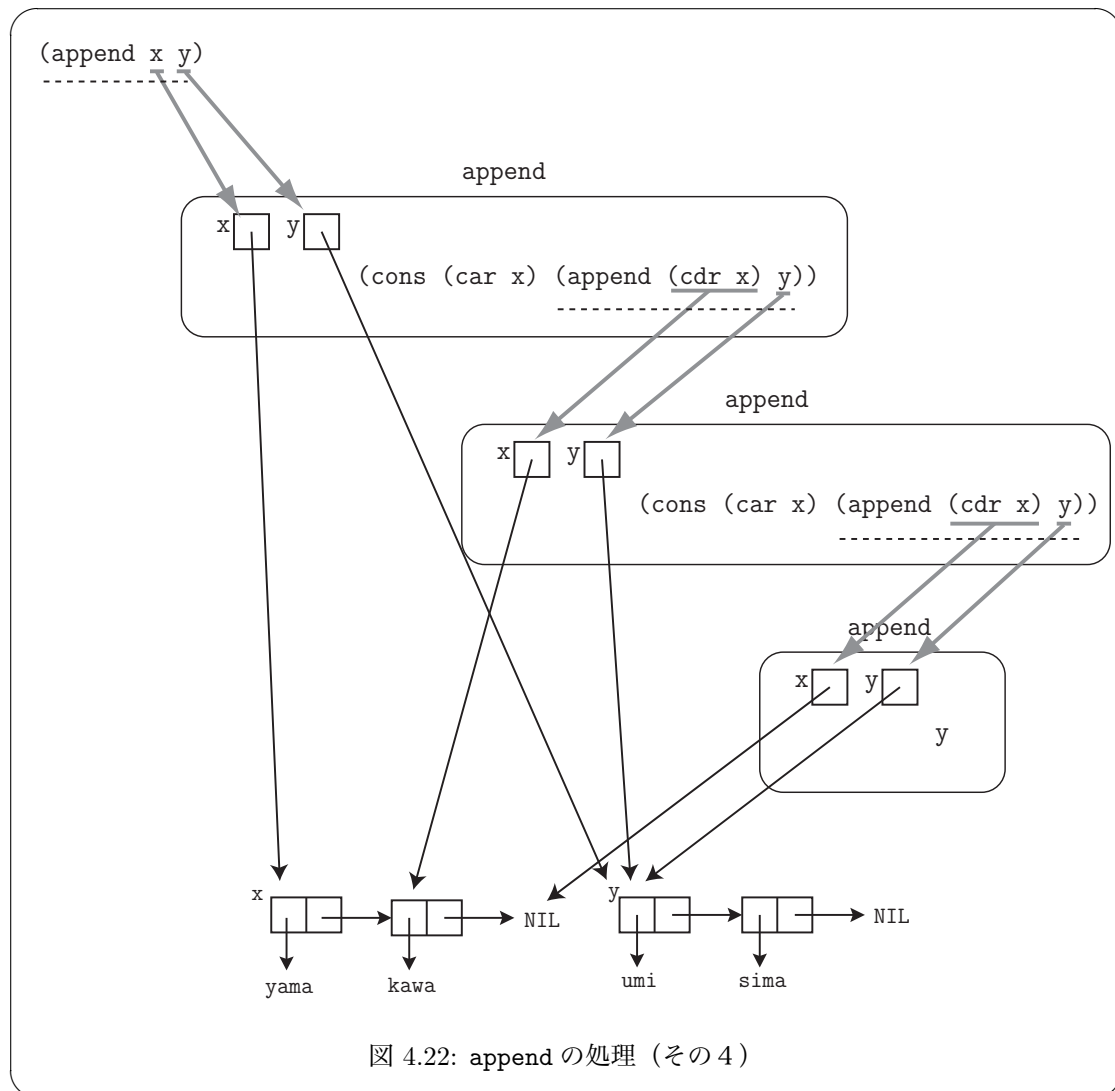 (append x y)
append
x y
(cons (car x) (append (cdr x) y))
append
x y
(cons (car x) (append (cdr x) y))
append
x y
y
x
NIL
y
NIL
yama
kawa
umi
sima
図 4.22: append の処理（その４）